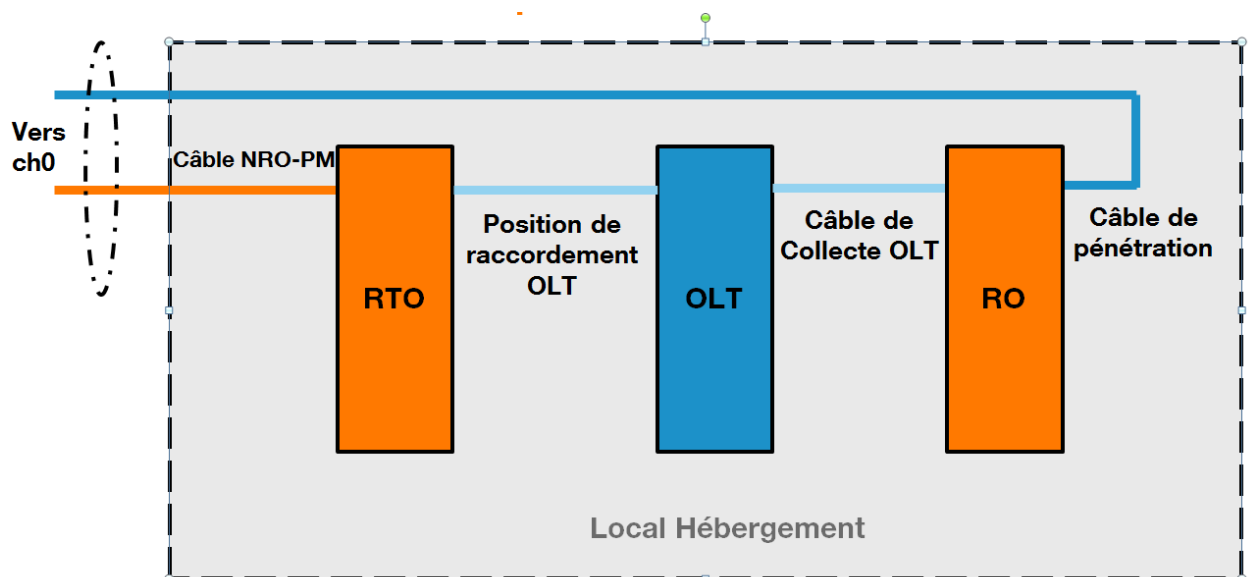 Vers
ch0
Câble NRO-PM
RTO
Position de
raccordement
OLT
OLT
Câble de
Collecte OLT
RO
Câble de
pénétration
Local Hébergement